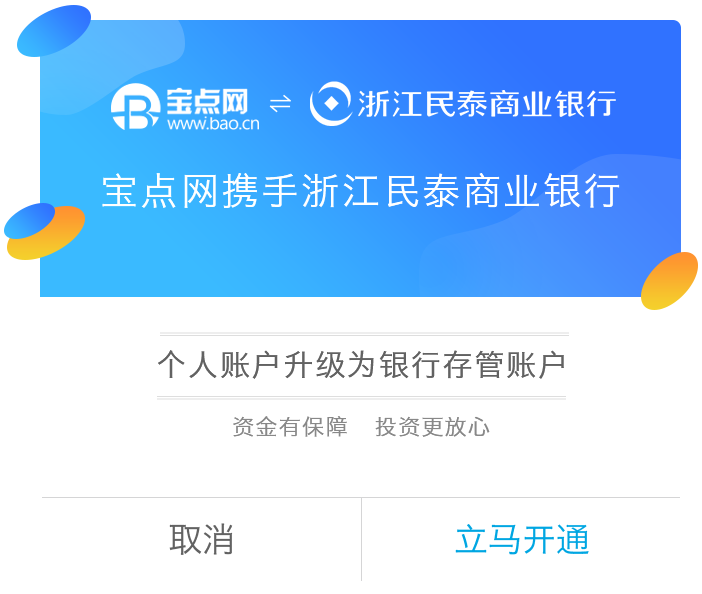 宝点网 ⇌ 浙江民泰商业银行
www.bao.cn
宝点网携手浙江民泰商业银行
个人账户升级为银行存管账户
资金有保障 投资更放心
取消 立马开通